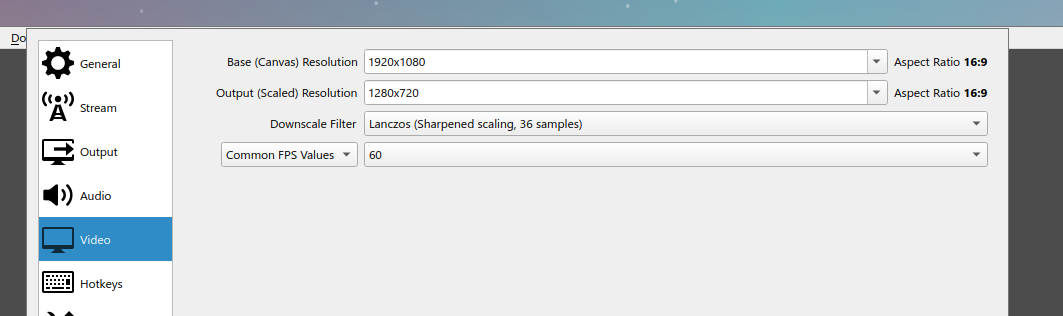 Do
General
Base (Canvas) Resolution 1920x1080 Aspect Ratio 16:9
Stream
Output (Scaled) Resolution 1280x720 Aspect Ratio 16:9
Downscale Filter Lanczos (Sharpened scaling, 36 samples)
Output
Common FPS Values 60
Audio
Video
Hotkeys